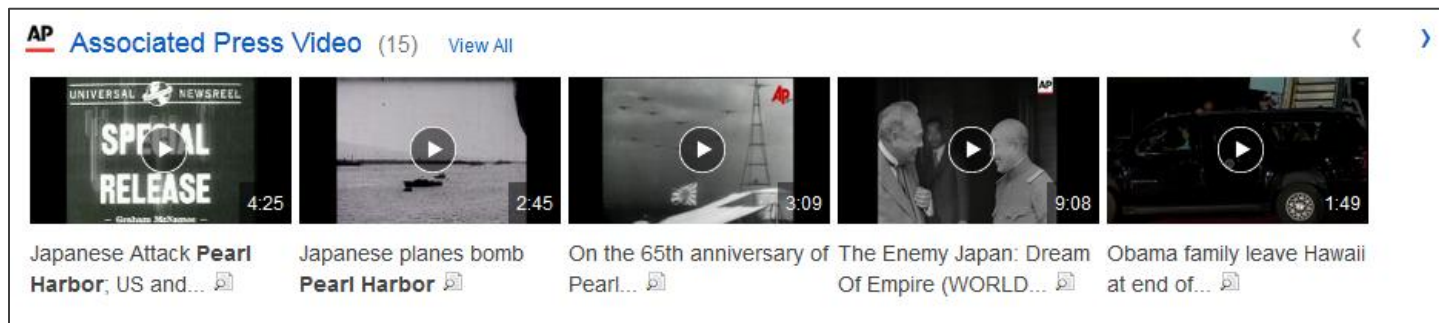 AP Associated Press Video (15) View All
UNIVERSAL NEWSREEL
SPECIAL
RELEASE
– Graham McNamee –
4:25
2:45
AP
3:09
AP
9:08
1:49
Japanese Attack Pearl
Harbor; US and...
Japanese planes bomb
Pearl Harbor
On the 65th anniversary of
Pearl...
The Enemy Japan: Dream
Of Empire (WORLD...
Obama family leave Hawaii
at end of...